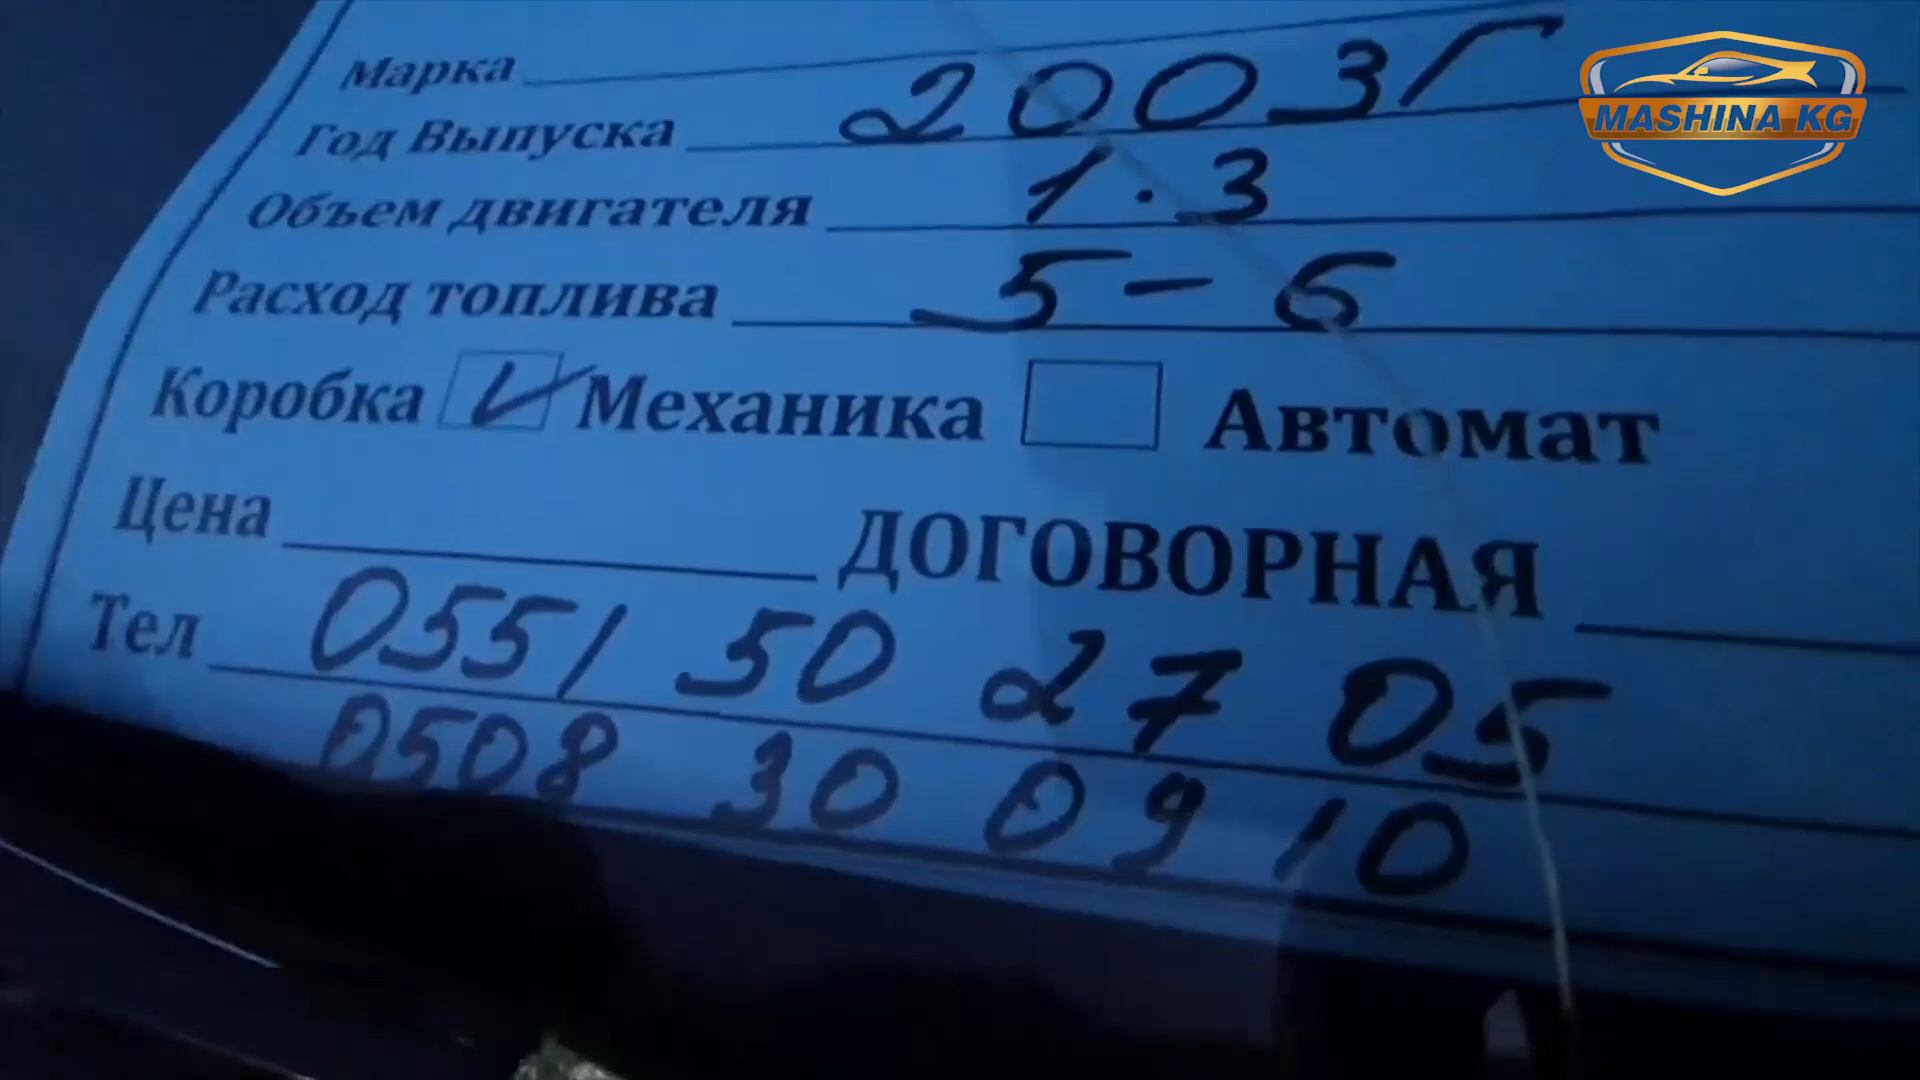 Марка
MASHINA KG
Год Выпуска 2003г
Объем двигателя 1.3
Расход топлива 5-6
Коробка Механика Автомат
Цена ДОГОВОРНАЯ
Тел 0551 50 27 05
0508 30 09 10